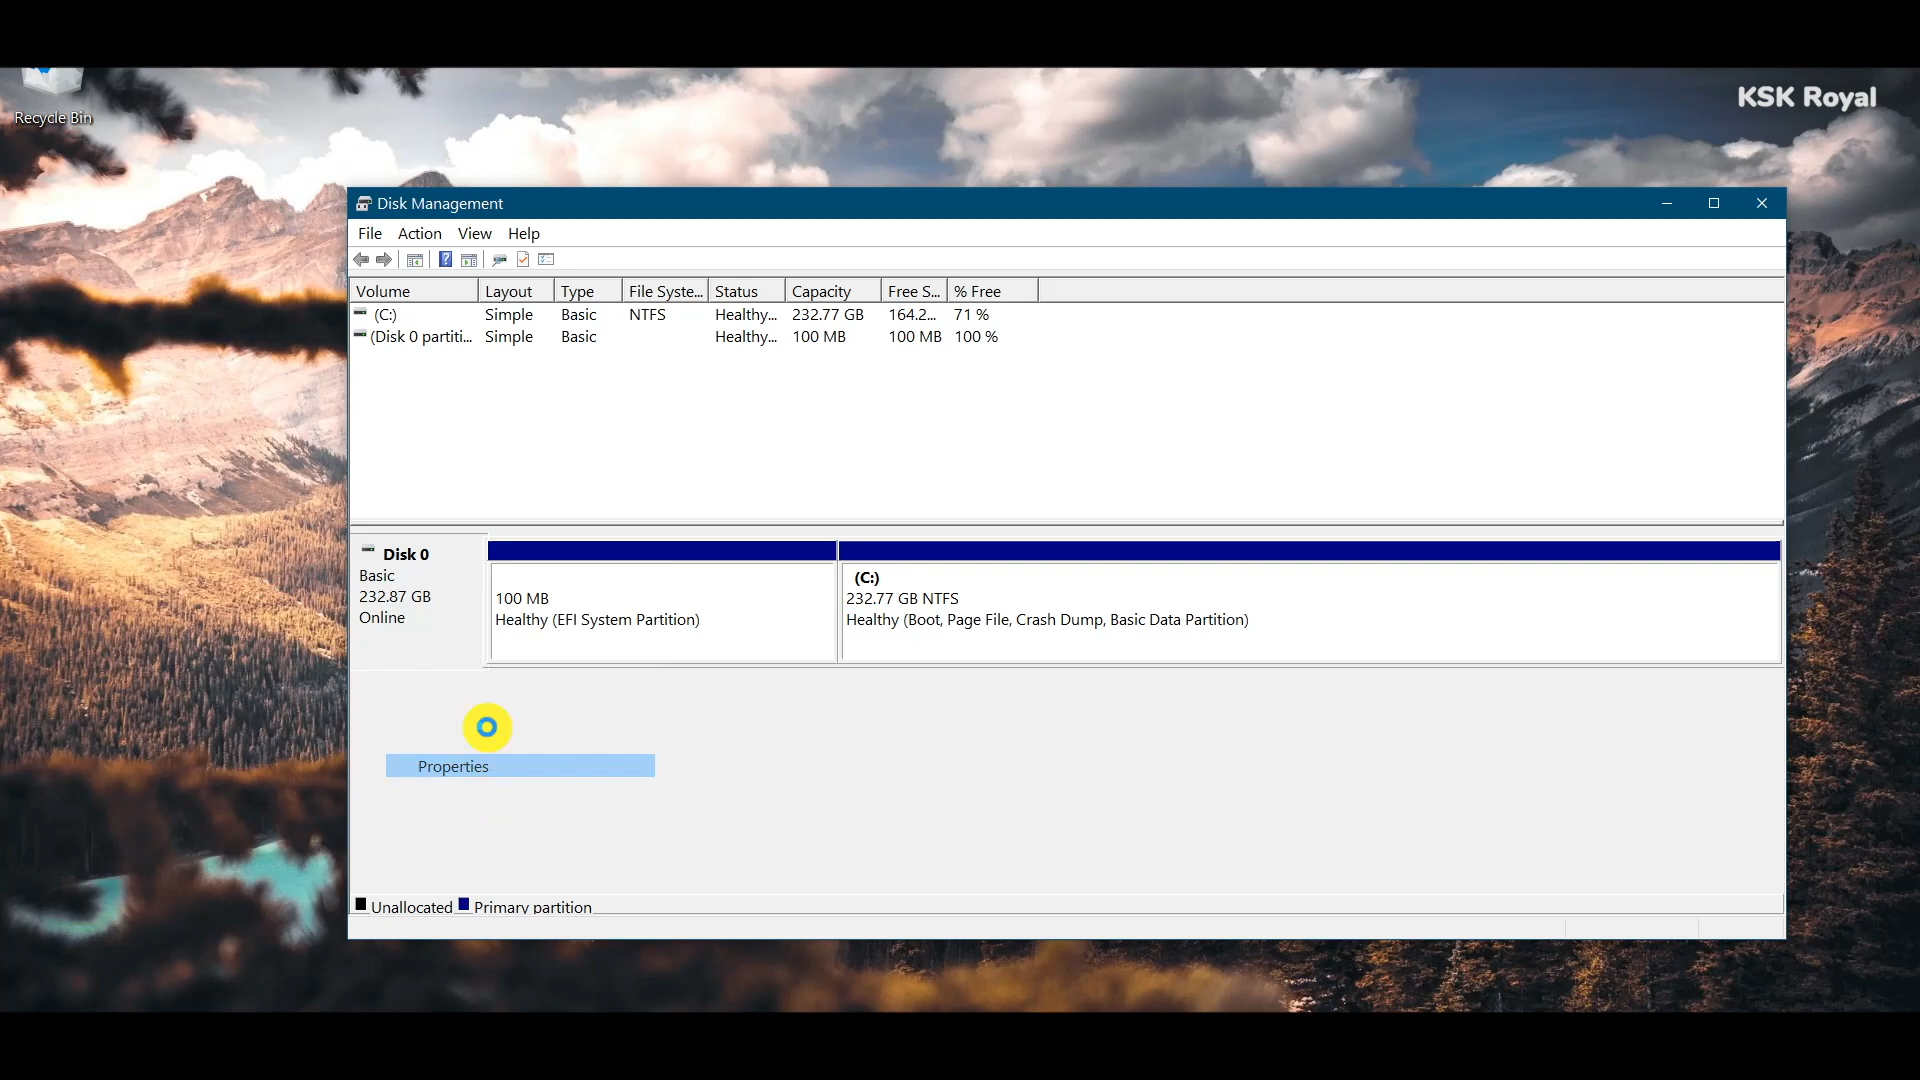 KSK Royal
Recycle Bin
Disk Management
File Action View Help
Volume Layout Type File Syste... Status Capacity Free S... % Free
(C:) Simple Basic NTFS Healthy... 232.77 GB 164.2... 71 %
(Disk 0 partiti... Simple Basic Healthy... 100 MB 100 MB 100 %
Disk 0
Basic
232.87 GB
Online
100 MB
Healthy (EFI System Partition)
(C:)
232.77 GB NTFS
Healthy (Boot, Page File, Crash Dump, Basic Data Partition)
Properties
Unallocated Primary partition